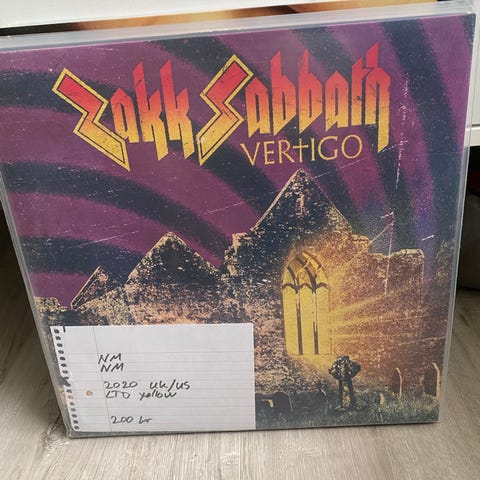 Zakk Sabbath
VERTIGO
NM
NM
2020 UK/US
LTD yellow
200 kr